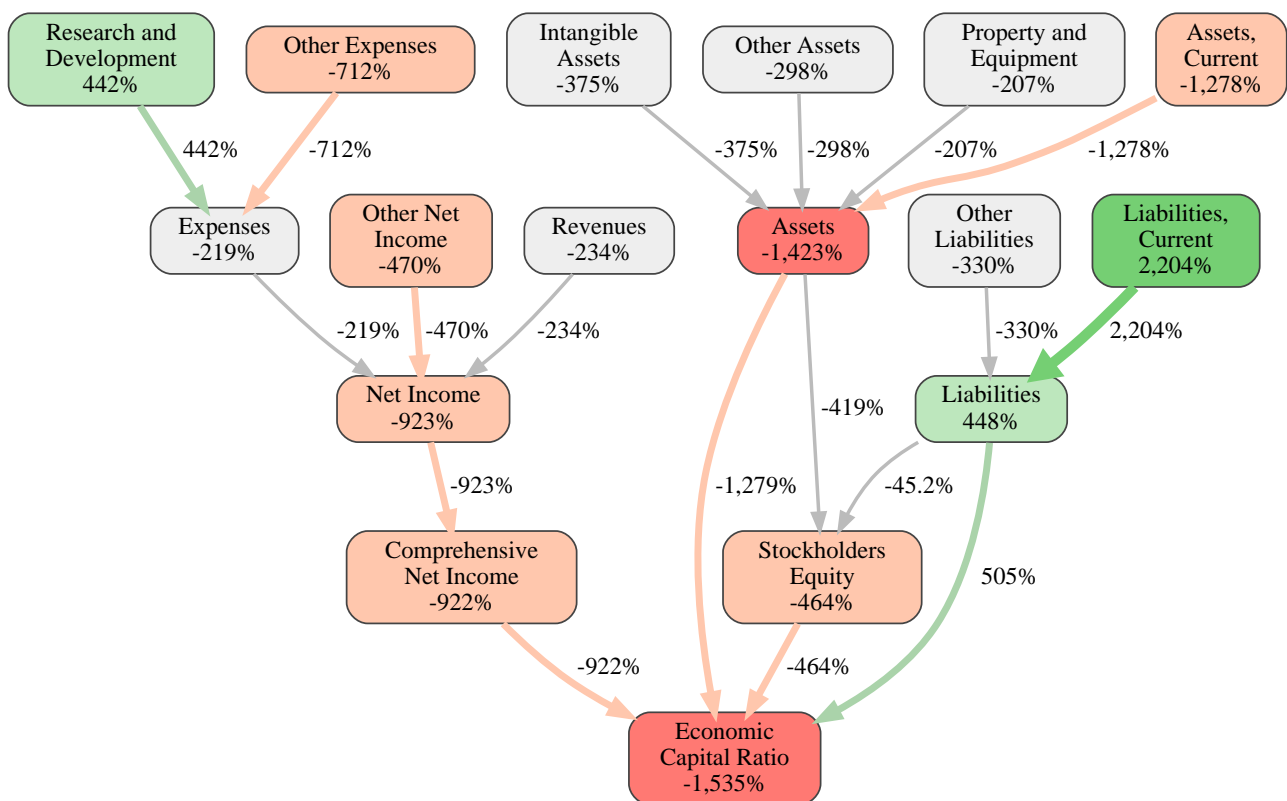 Research and
Development
442%
Other Expenses
-712%
Intangible
Assets
-375%
Other Assets
-298%
Property and
Equipment
-207%
Assets,
Current
-1,278%
442%
-712%
-375%
-298%
-207%
-1,278%
Expenses
-219%
Other Net
Income
-470%
Revenues
-234%
Assets
-1,423%
Other
Liabilities
-330%
Liabilities,
Current
2,204%
-219%
-470%
-234%
-330%
2,204%
Net Income
-923%
-419%
Liabilities
448%
-923%
-1,279%
-45.2%
Comprehensive
Net Income
-922%
Stockholders
Equity
-464%
505%
-922%
-464%
Economic
Capital Ratio
-1,535%